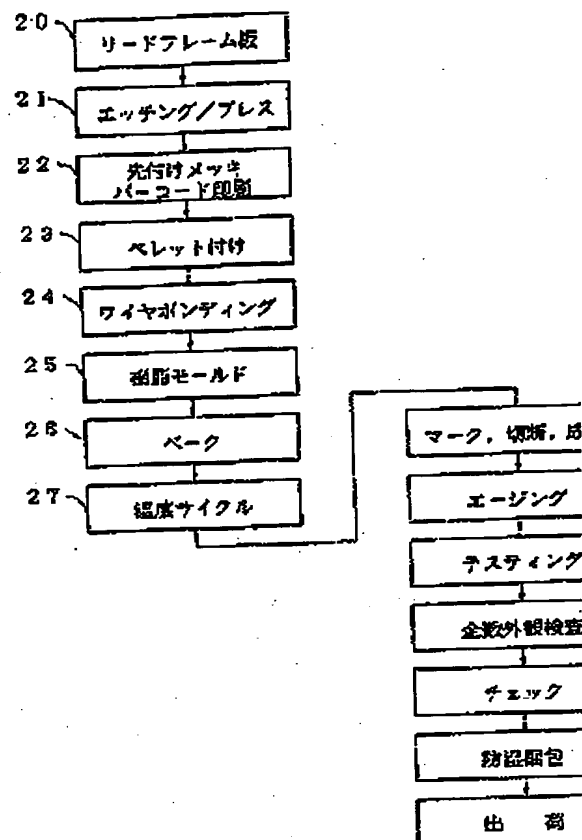 20
リードフレーム板
21
エッチング／プレス
22
先付けメッキ
バーコード印刷
23
ペレット付け
24
ワイヤボンディング
25
樹脂モールド
26
ベーク
27
温度サイクル
マーク，切断，成
エージング
テスティング
全数外観検査
チェック
防湿梱包
出 荷